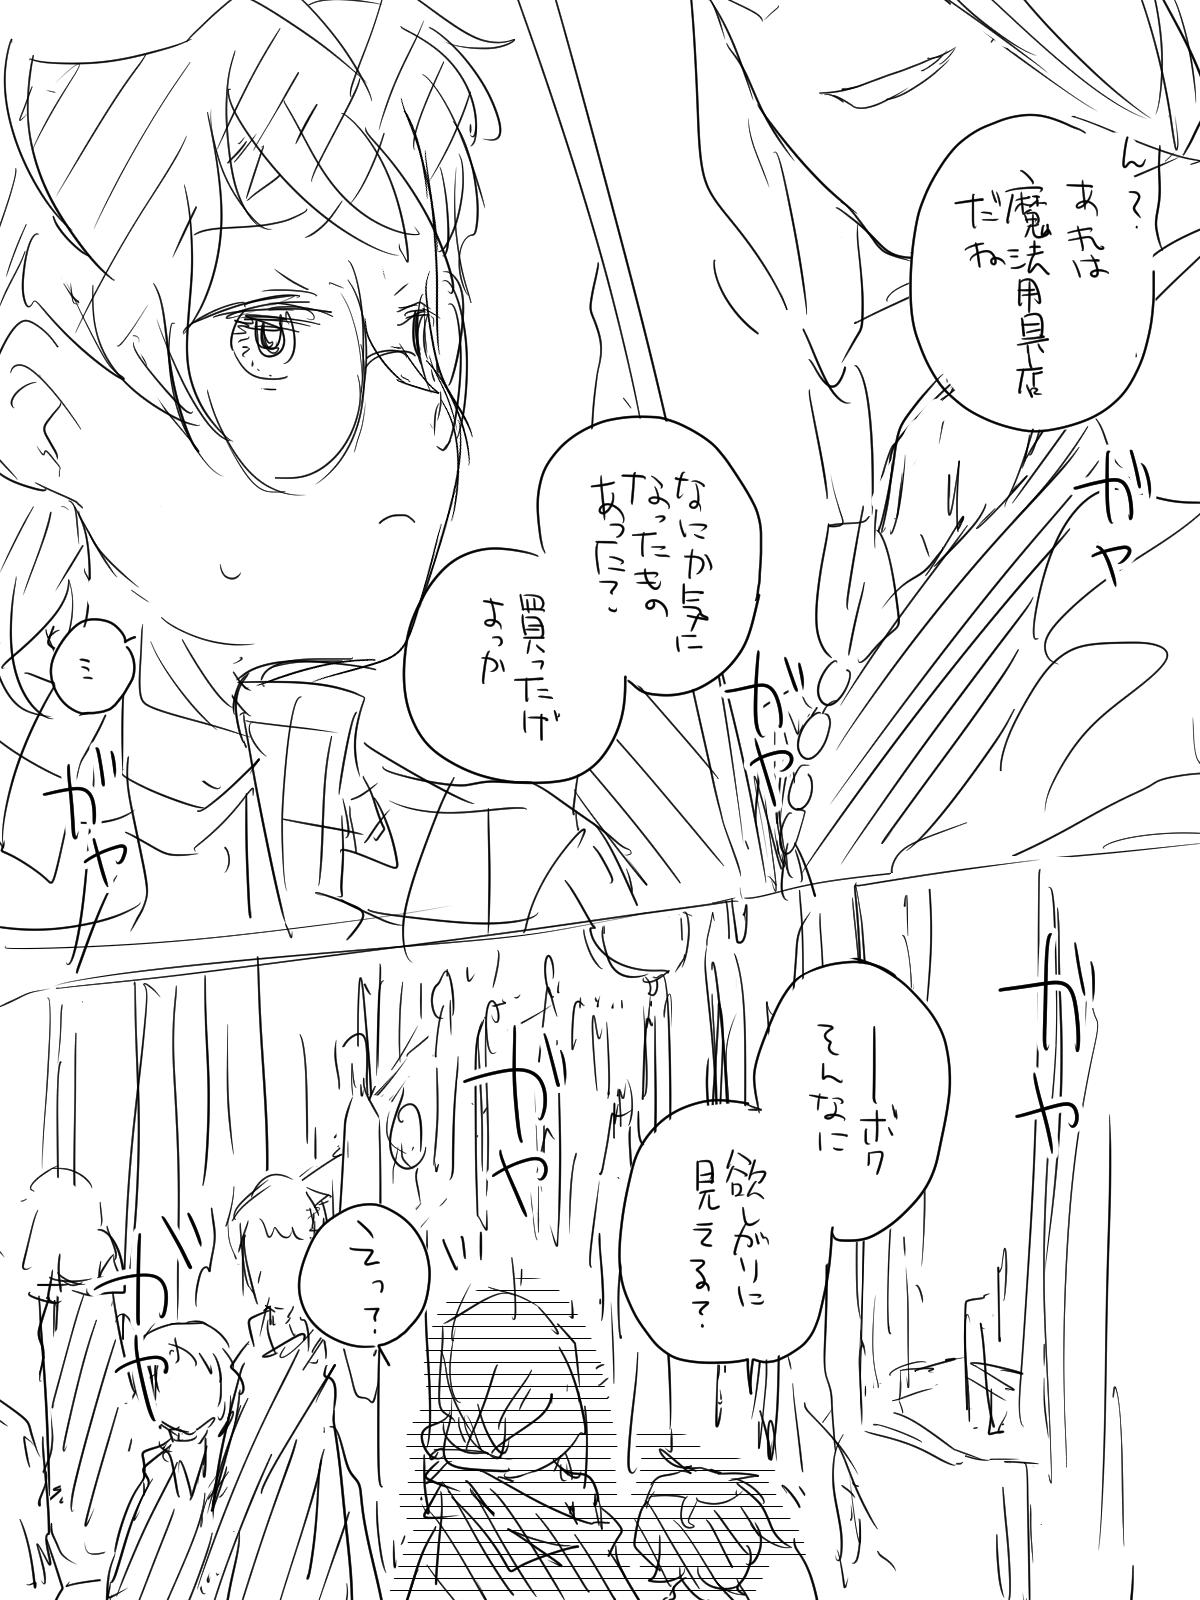 ん?
あれは
魔法用具店
だね
ガヤ
なにか気に
なったもの
あった?
買ったげ
よっか
ガヤ
ミ
ガヤ
ガヤ
ーーボク
そんなに
欲しがりに
見える?
ガヤ
えって?
ガヤ